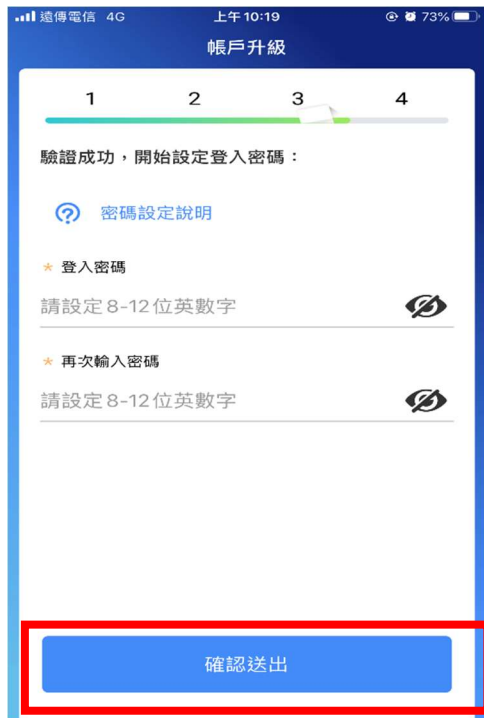 遠傳電信 4G 上午10:19 73%
帳戶升級
1 2 3 4
驗證成功，開始設定登入密碼：
密碼設定說明
* 登入密碼
請設定8-12位英數字
* 再次輸入密碼
請設定8-12位英數字
確認送出